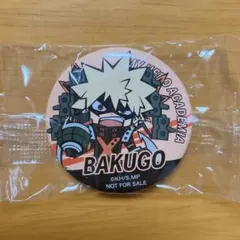 MY HERO ACADEMIA
BAKUGO
©KH/S,MP
NOT FOR SALE